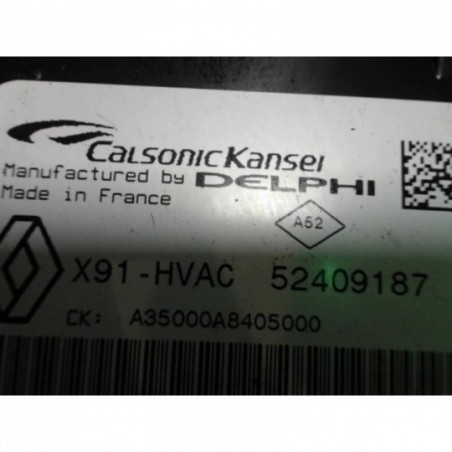 CalsonicKansei
Manufactured by DELPHI
Made in France
A52
X91-HVAC 52409187
CK: A35000A8405000